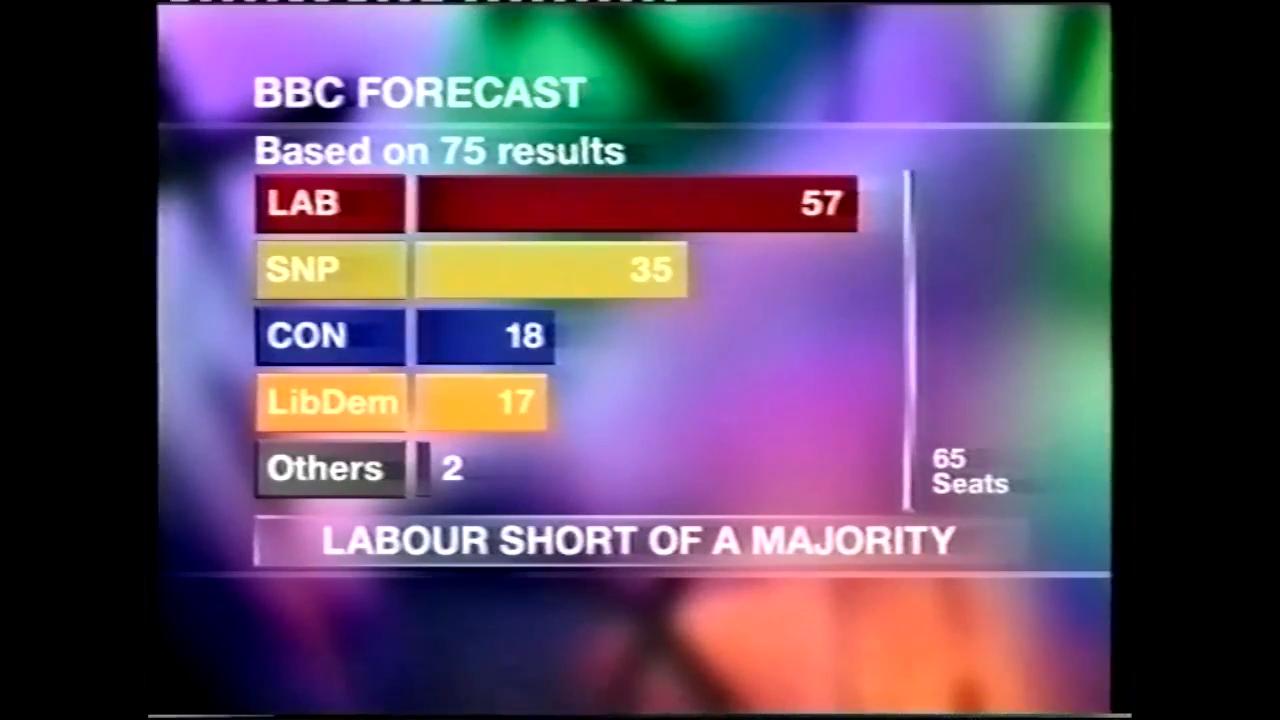 BBC FORECAST
Based on 75 results
LAB 57
SNP 35
CON 18
LibDem 17
Others 2
65
Seats
LABOUR SHORT OF A MAJORITY